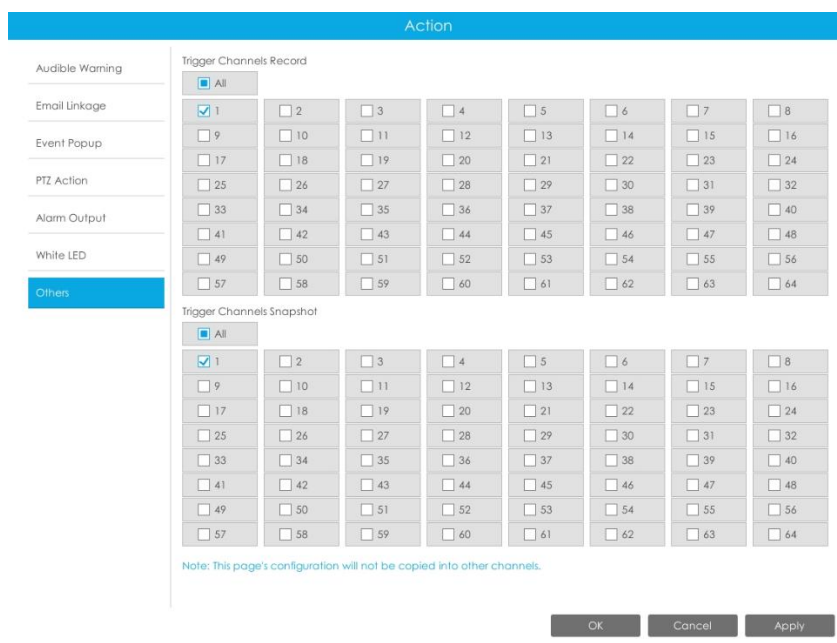 Action
Audible Warning
Email Linkage
Event Popup
PTZ Action
Alarm Output
White LED
Others
Trigger Channels Record
All
1 2 3 4 5 6 7 8
9 10 11 12 13 14 15 16
17 18 19 20 21 22 23 24
25 26 27 28 29 30 31 32
33 34 35 36 37 38 39 40
41 42 43 44 45 46 47 48
49 50 51 52 53 54 55 56
57 58 59 60 61 62 63 64
Trigger Channels Snapshot
All
1 2 3 4 5 6 7 8
9 10 11 12 13 14 15 16
17 18 19 20 21 22 23 24
25 26 27 28 29 30 31 32
33 34 35 36 37 38 39 40
41 42 43 44 45 46 47 48
49 50 51 52 53 54 55 56
57 58 59 60 61 62 63 64
Note: This page's configuration will not be copied into other channels.
OK Cancel Apply